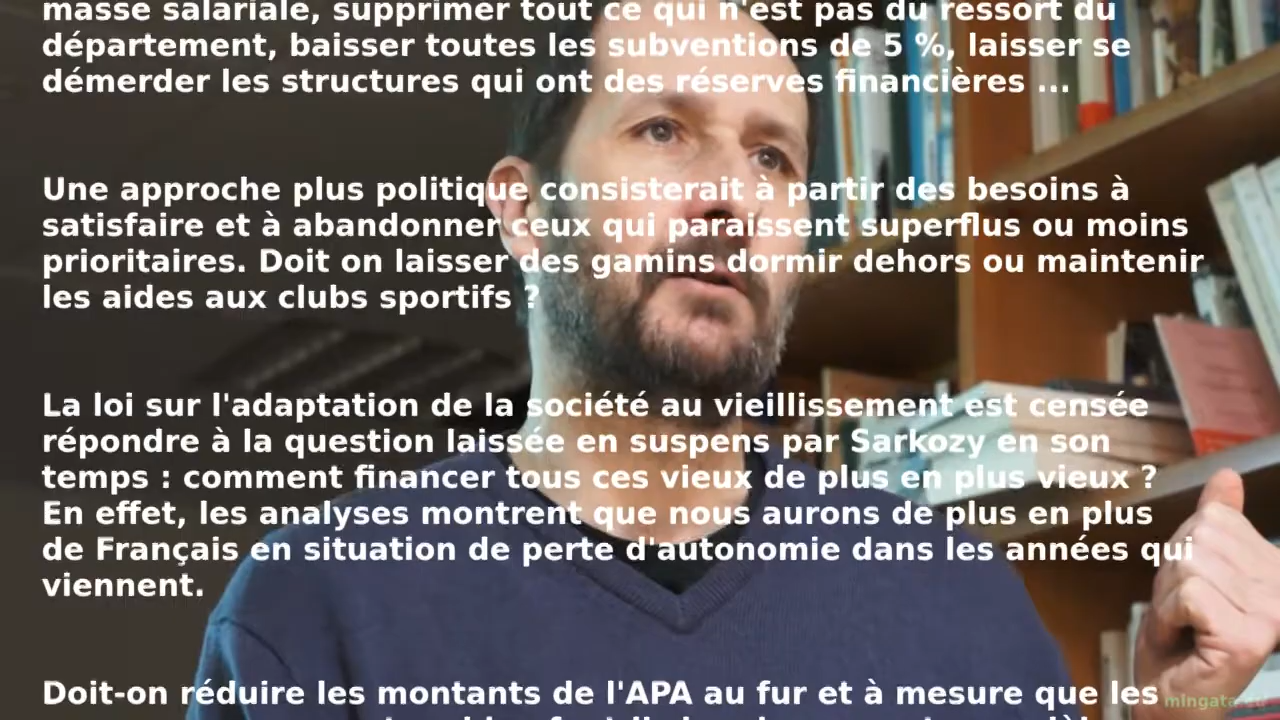 masse salariale, supprimer tout ce qui n'est pas du ressort du
département, baisser toutes les subventions de 5 %, laisser se
démerder les structures qui ont des réserves financières ...
Une approche plus politique consisterait à partir des besoins à
satisfaire et à abandonner ceux qui paraissent superflus ou moins
prioritaires. Doit on laisser des gamins dormir dehors ou maintenir
les aides aux clubs sportifs ?
La loi sur l'adaptation de la société au vieillissement est censée
répondre à la question laissée en suspens par Sarkozy en son
temps : comment financer tous ces vieux de plus en plus vieux ?
En effet, les analyses montrent que nous aurons de plus en plus
de Français en situation de perte d'autonomie dans les années qui
viennent.
Doit-on réduire les montants de l'APA au fur et à mesure que les